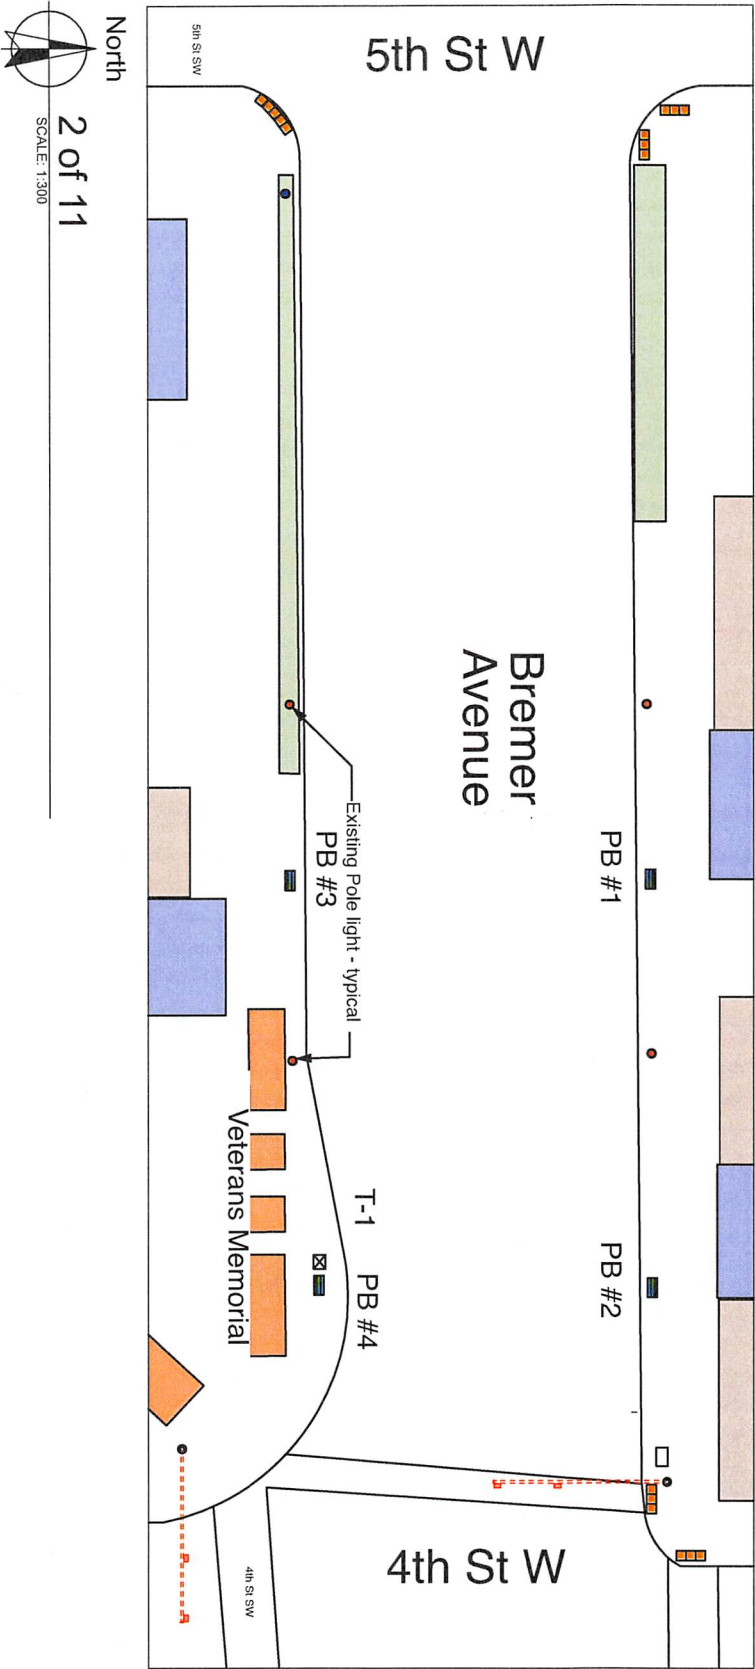 North
2 of 11
SCALE: 1:300
5th St W
5th St SW
Bremer
Avenue
PB #1
PB #3
Existing Pole light - typical
PB #2
T-1
PB #4
Veterans Memorial
4th St W
4th St SW